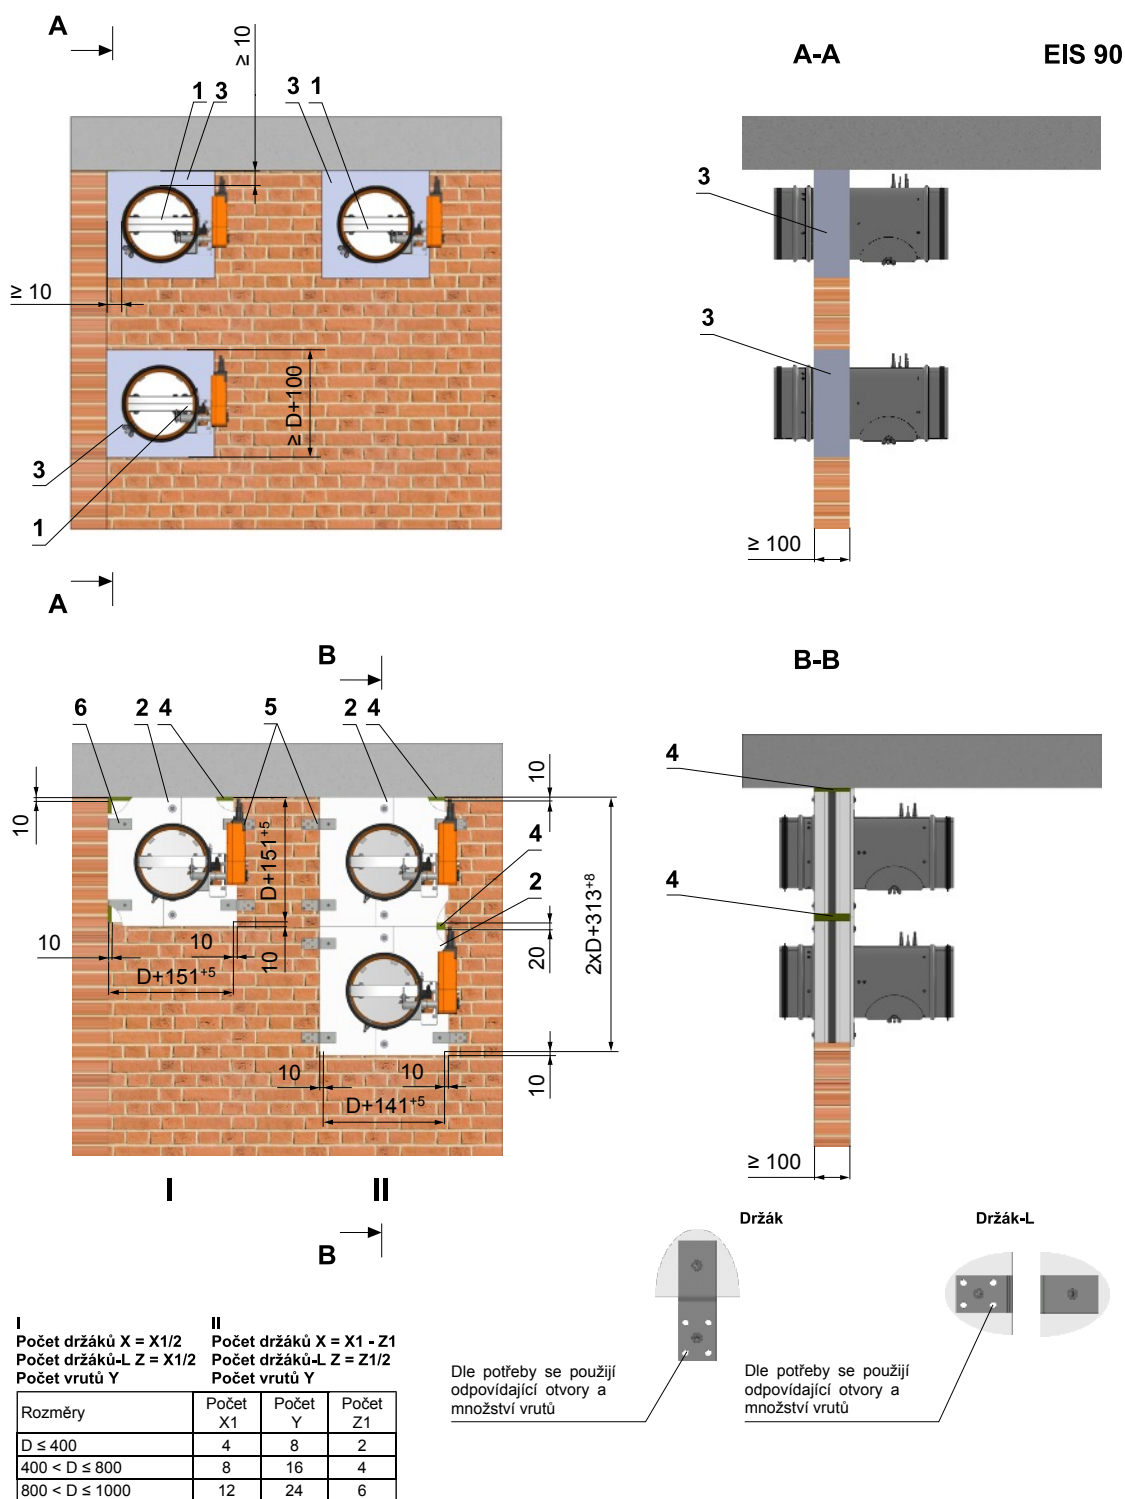 A
A-A
EIS 90
≥ 10
1 3
3 1
3
≥ 10
3
≥ D+100
3
1
≥ 100
A
B
B-B
6
2 4
5
2 4
4
10
10
D+151+5
4
2
2xD+313+8
20
10
10
10
D+151+5
10
10
10
D+141+5
10
4
≥ 100
I
II
B
Držák
Držák-L
Dle potřeby se použijí
odpovídající otvory a
množství vrutů
Dle potřeby se použijí
odpovídající otvory a
množství vrutů
I
Počet držáků X = X1/2
Počet držáků-L Z = X1/2
Počet vrutů Y
II
Počet držáků X = X1 - Z1
Počet držáků-L Z = Z1/2
Počet vrutů Y
Rozměry Počet X1 Počet Y Počet Z1
D ≤ 400 4 8 2
400 < D ≤ 800 8 16 4
800 < D ≤ 1000 12 24 6